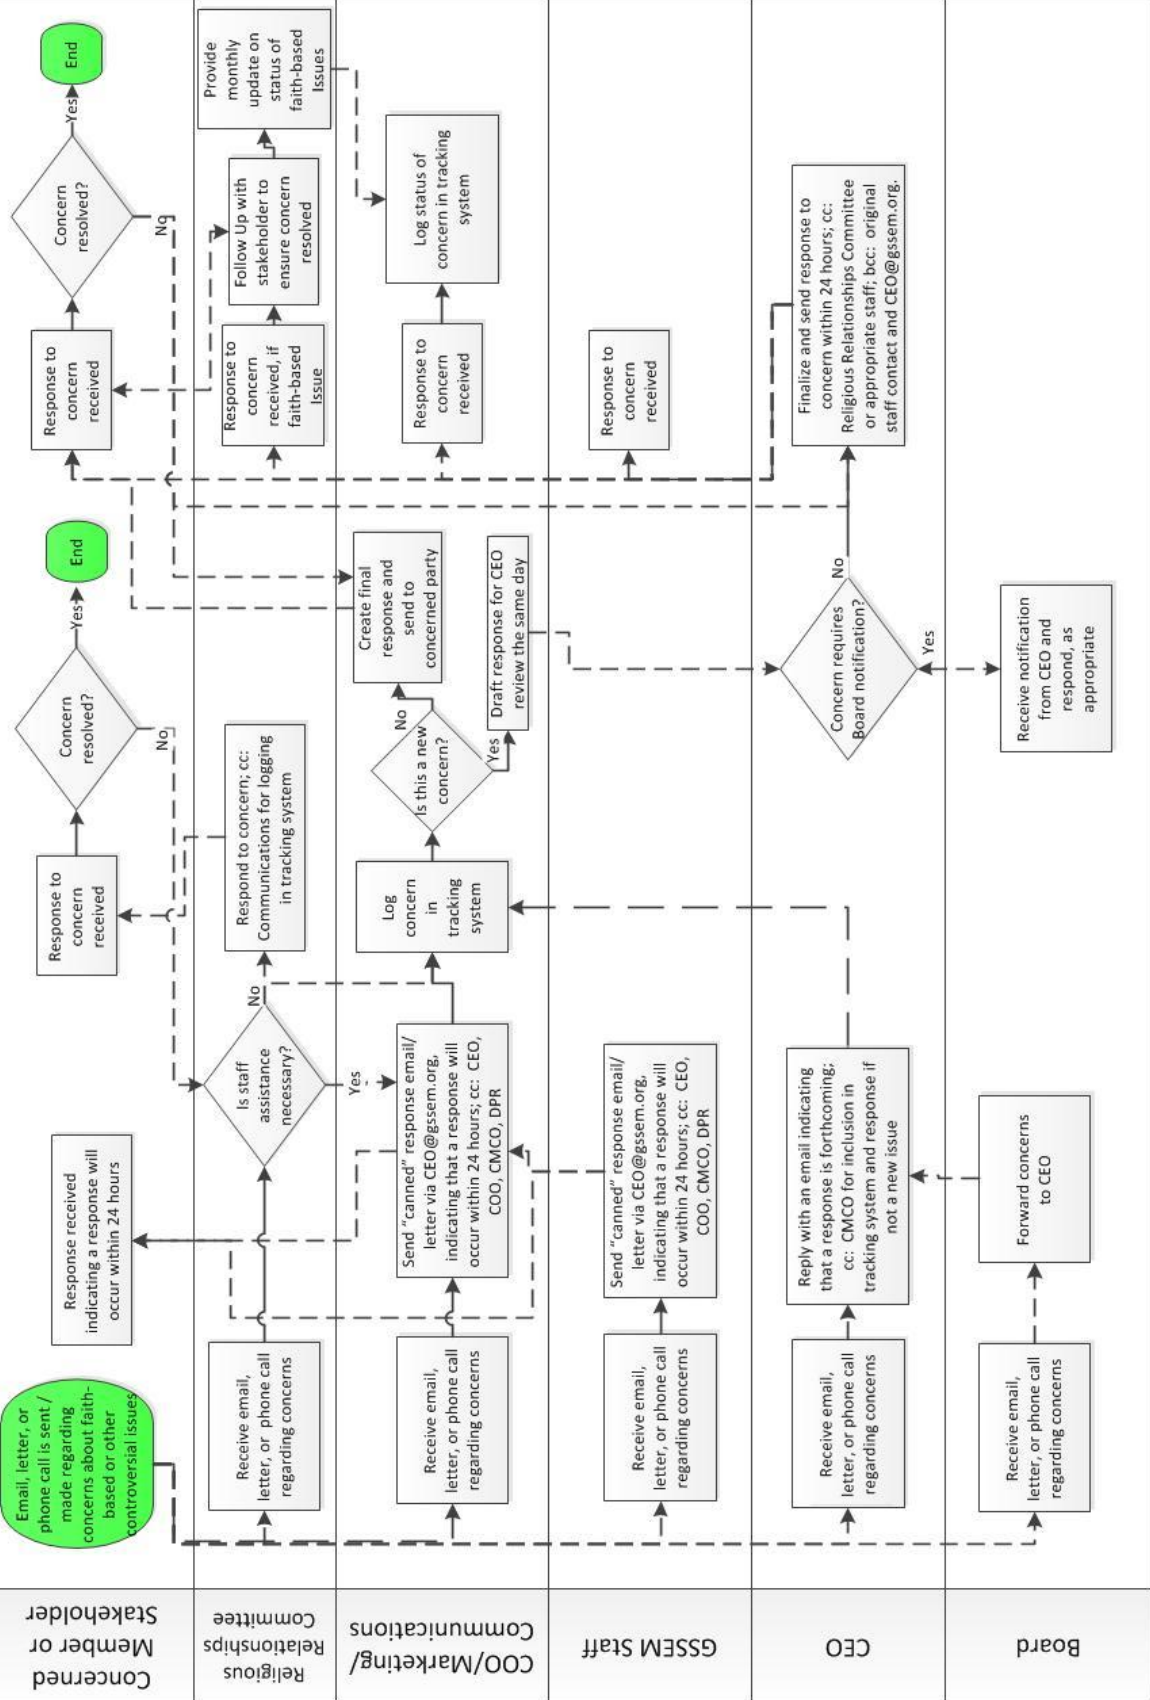 Concerned
Member or
Stakeholder
Email, letter, or
phone call is sent /
made regarding
concerns about faith-
based or other
controversial issues
Response received
indicating a response will
occur within 24 hours
Response to
concern
received
Concern
resolved?
Yes
No
End
Response to
concern
received
Concern
resolved?
Yes
No
End
Religious
Relationships
Committee
Receive email,
letter, or phone call
regarding concerns
Is staff
assistance
necessary?
No
Yes
Respond to concern; cc:
Communications for logging
in tracking system
Response to
concern
received, if
faith-based
Issue
Follow Up with
stakeholder to
ensure concern
resolved
Provide
monthly
update on
status of
faith-based
Issues
COO/Marketing/
Communications
Receive email,
letter, or phone call
regarding concerns
Send “canned” response email/
letter via CEO@gssem.org,
indicating that a response will
occur within 24 hours; cc: CEO,
COO, CMCO, DPR
Log
concern
in
tracking
system
Is this a new
concern?
No
Yes
Create final
response and
send to
concerned party
Draft response for CEO
review the same day
Response to
concern
received
Log status of
concern in tracking
system
GSSEM Staff
Receive email,
letter, or phone call
regarding concerns
Send “canned” response email/
letter via CEO@gssem.org,
indicating that a response will
occur within 24 hours; cc: CEO,
COO, CMCO, DPR
Response to
concern
received
CEO
Receive email,
letter, or phone call
regarding concerns
Reply with an email indicating
that a response is forthcoming;
cc: CMCO for inclusion in
tracking system and response if
not a new issue
Concern requires
Board notification?
No
Yes
Finalize and send response to
concern within 24 hours; cc:
Religious Relationships Committee
or appropriate staff; bcc: original
staff contact and CEO@gssem.org.
Board
Receive email,
letter, or phone call
regarding concerns
Forward concerns
to CEO
Receive notification
from CEO and
respond, as
appropriate